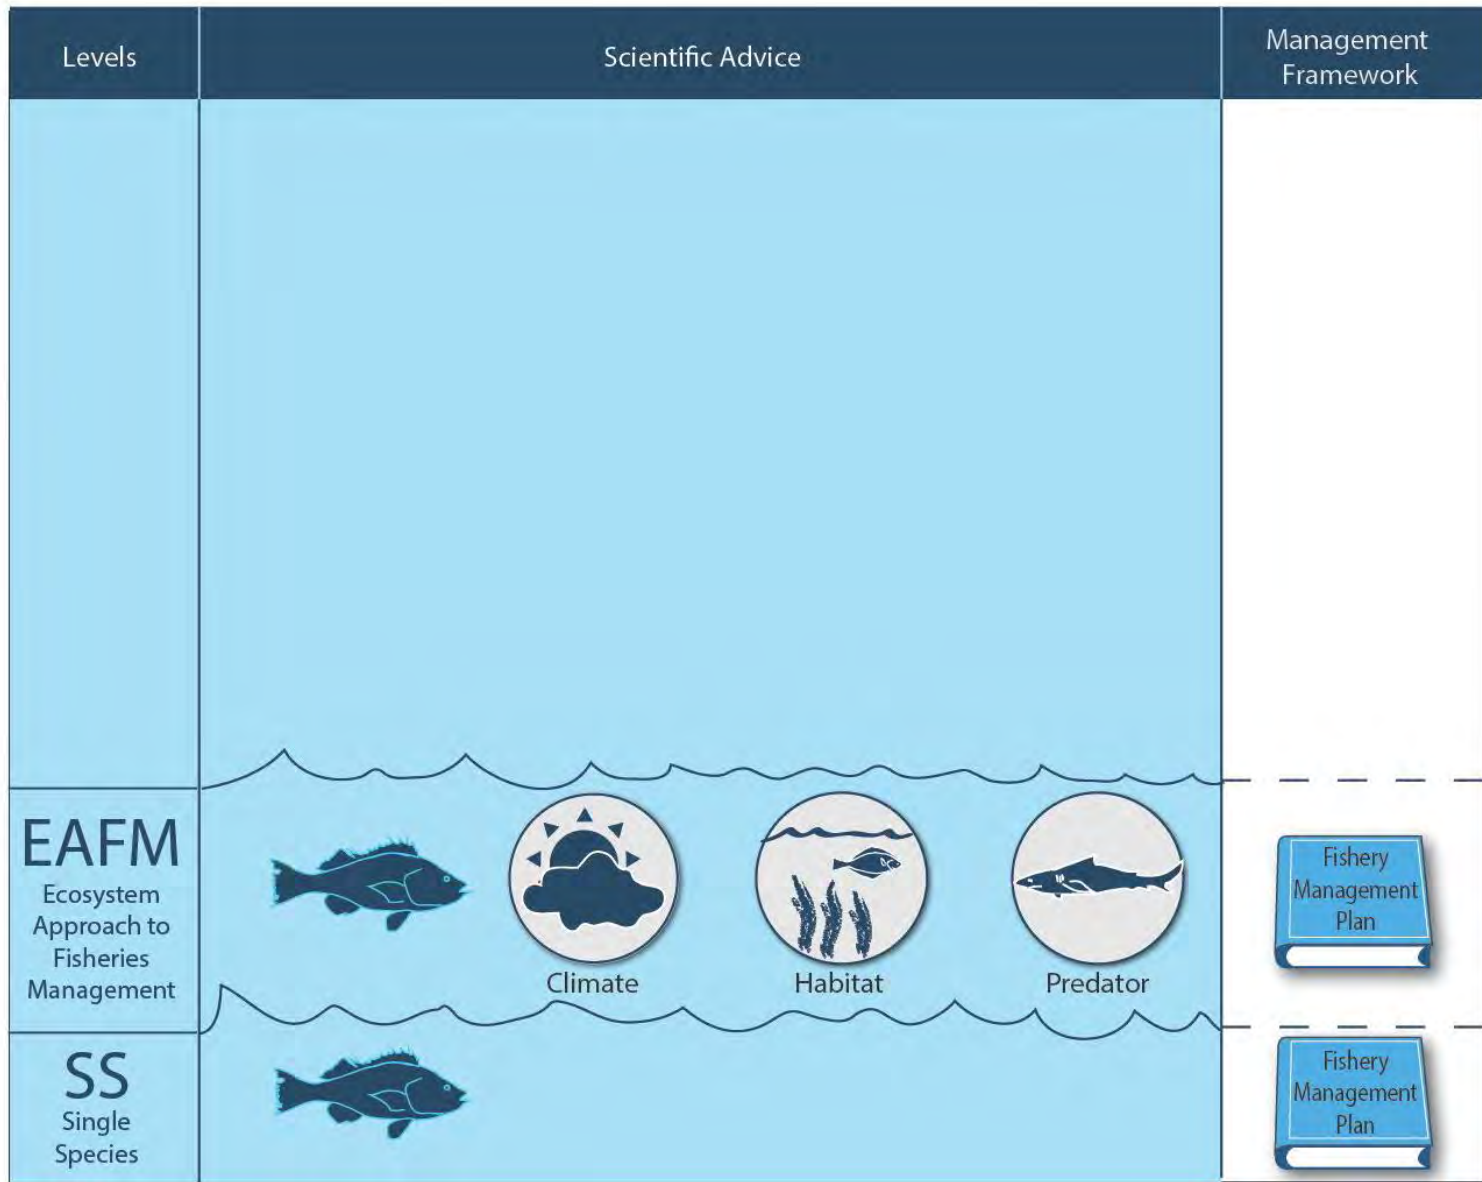 Levels
Scientific Advice
Management
Framework
EAFM
Ecosystem
Approach to
Fisheries
Management
Climate
Habitat
Predator
Fishery
Management
Plan
SS
Single
Species
Fishery
Management
Plan